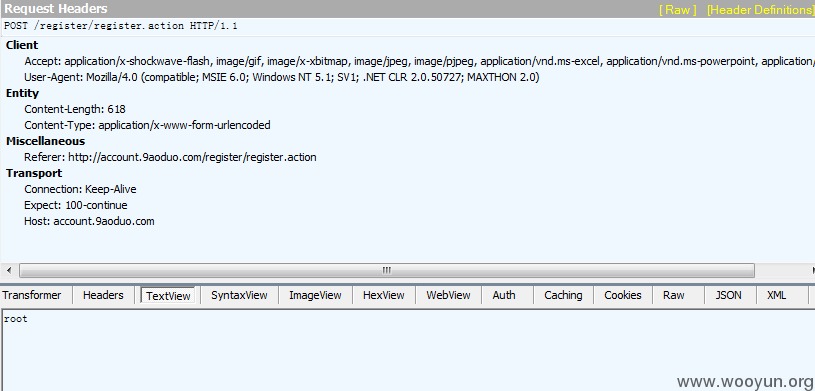 Request Headers [ Raw ] [Header Definitions]
POST /register/register.action HTTP/1.1
Client
Accept: application/x-shockwave-flash, image/gif, image/x-xbitmap, image/jpeg, image/pjpeg, application/vnd.ms-excel, application/vnd.ms-powerpoint, application/
User-Agent: Mozilla/4.0 (compatible; MSIE 6.0; Windows NT 5.1; SV1; .NET CLR 2.0.50727; MAXTHON 2.0)
Entity
Content-Length: 618
Content-Type: application/x-www-form-urlencoded
Miscellaneous
Referer: http://account.9aoduo.com/register/register.action
Transport
Connection: Keep-Alive
Expect: 100-continue
Host: account.9aoduo.com
Transformer Headers TextView SyntaxView ImageView HexView WebView Auth Caching Cookies Raw JSON XML
root
www.wooyun.org